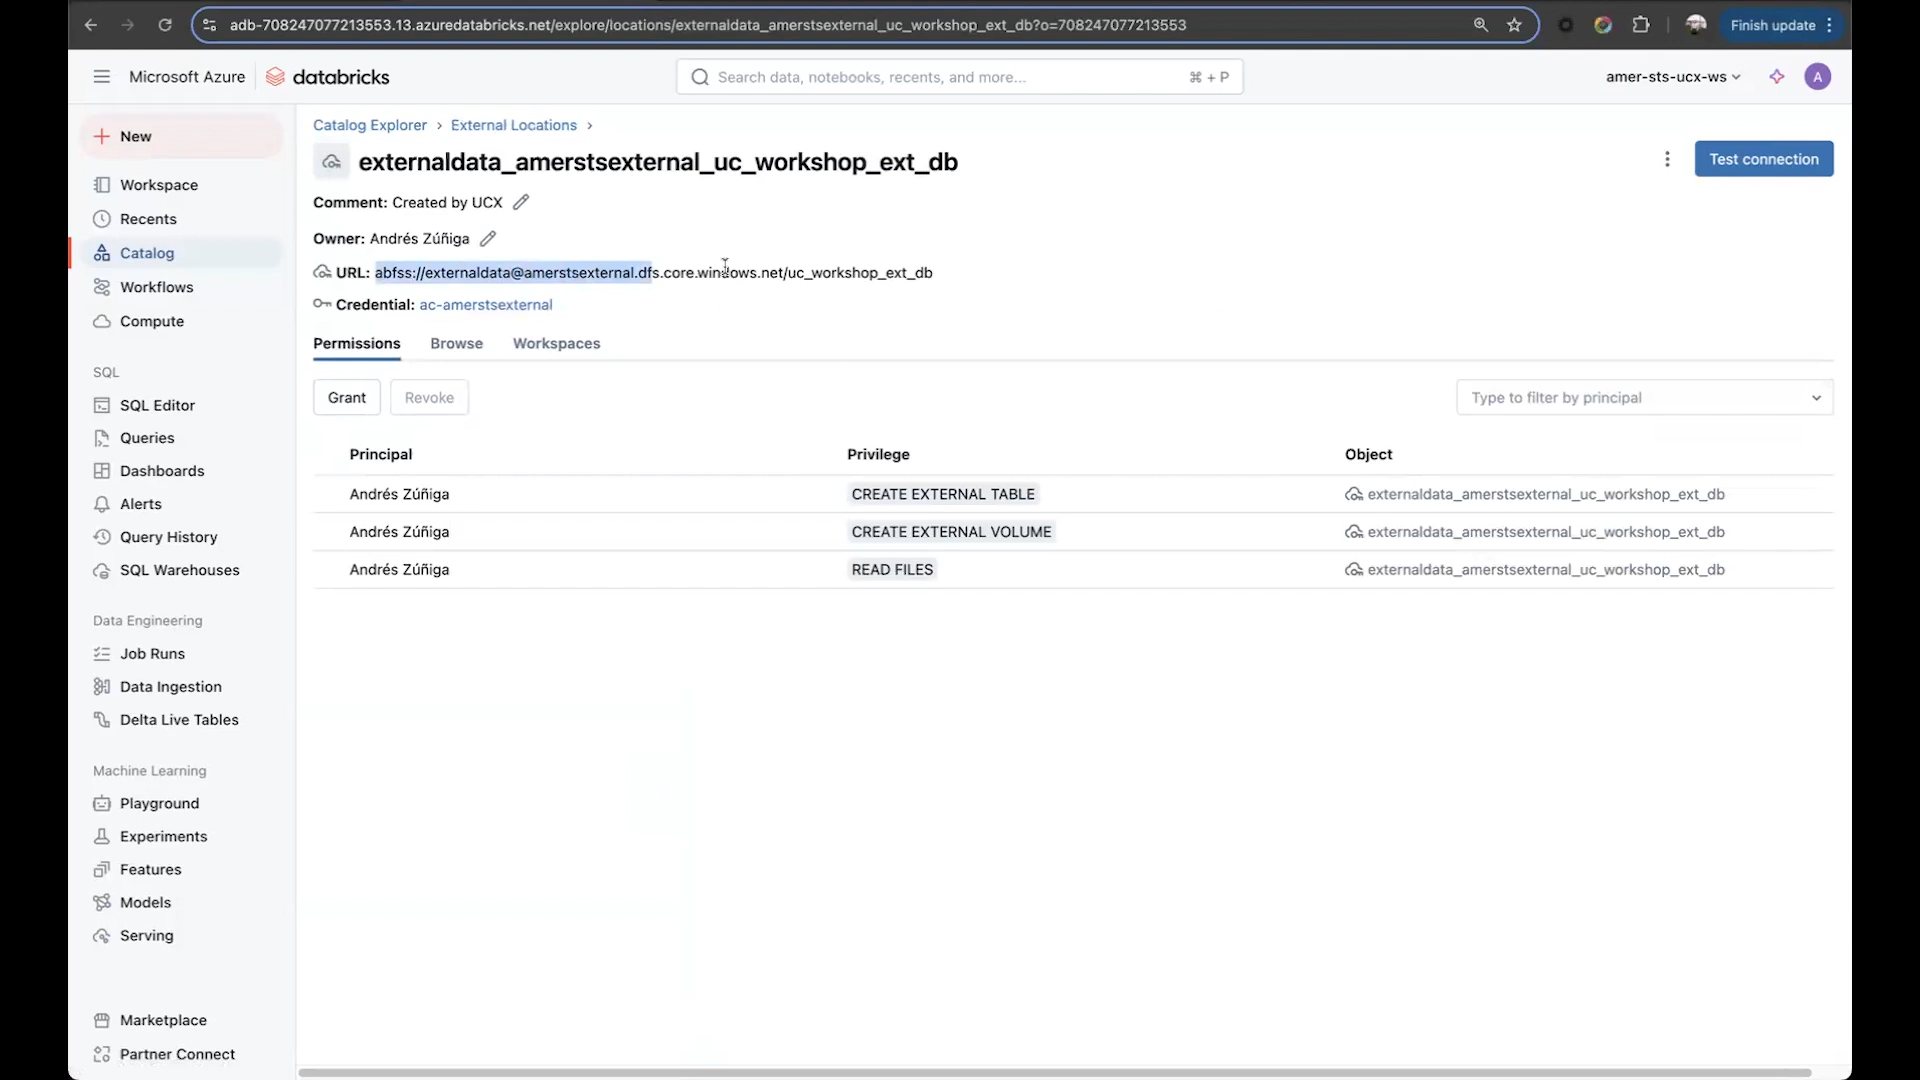 adb-708247077213553.13.azuredatabricks.net/explore/locations/externaldata_amerstsexternal_uc_workshop_ext_db?o=708247077213553
Finish update
Microsoft Azure
databricks
Search data, notebooks, recents, and more...
⌘ + P
amer-sts-ucx-ws
A
New
Workspace
Recents
Catalog
Workflows
Compute
SQL
SQL Editor
Queries
Dashboards
Alerts
Query History
SQL Warehouses
Data Engineering
Job Runs
Data Ingestion
Delta Live Tables
Machine Learning
Playground
Experiments
Features
Models
Serving
Marketplace
Partner Connect
Catalog Explorer › External Locations ›
externaldata_amerstsexternal_uc_workshop_ext_db
Test connection
Comment: Created by UCX
Owner: Andrés Zúñiga
URL: abfss://externaldata@amerstsexternal.dfs.core.windows.net/uc_workshop_ext_db
Credential: ac-amerstsexternal
Permissions Browse Workspaces
Grant Revoke
Type to filter by principal
Principal Privilege Object
Andrés Zúñiga CREATE EXTERNAL TABLE externaldata_amerstsexternal_uc_workshop_ext_db
Andrés Zúñiga CREATE EXTERNAL VOLUME externaldata_amerstsexternal_uc_workshop_ext_db
Andrés Zúñiga READ FILES externaldata_amerstsexternal_uc_workshop_ext_db